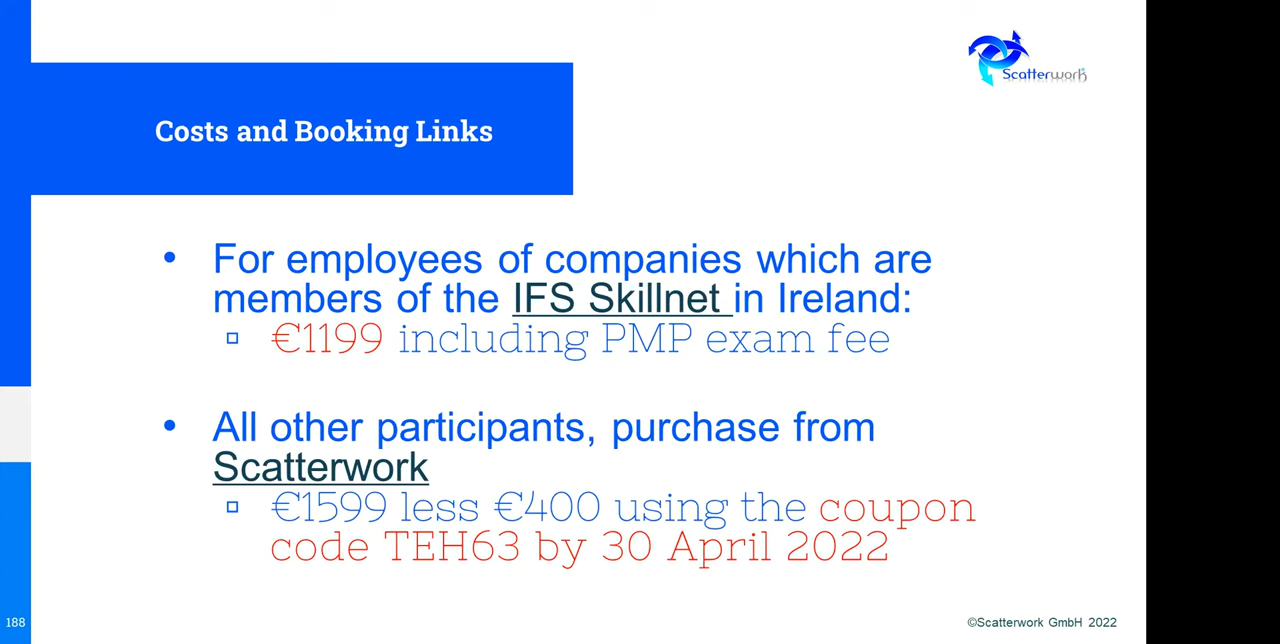 Scatterwork
Costs and Booking Links
• For employees of companies which are
members of the IFS Skillnet in Ireland:
▫ €1199 including PMP exam fee
• All other participants, purchase from
Scatterwork
▫ €1599 less €400 using the coupon
code TEH63 by 30 April 2022
188
©Scatterwork GmbH 2022